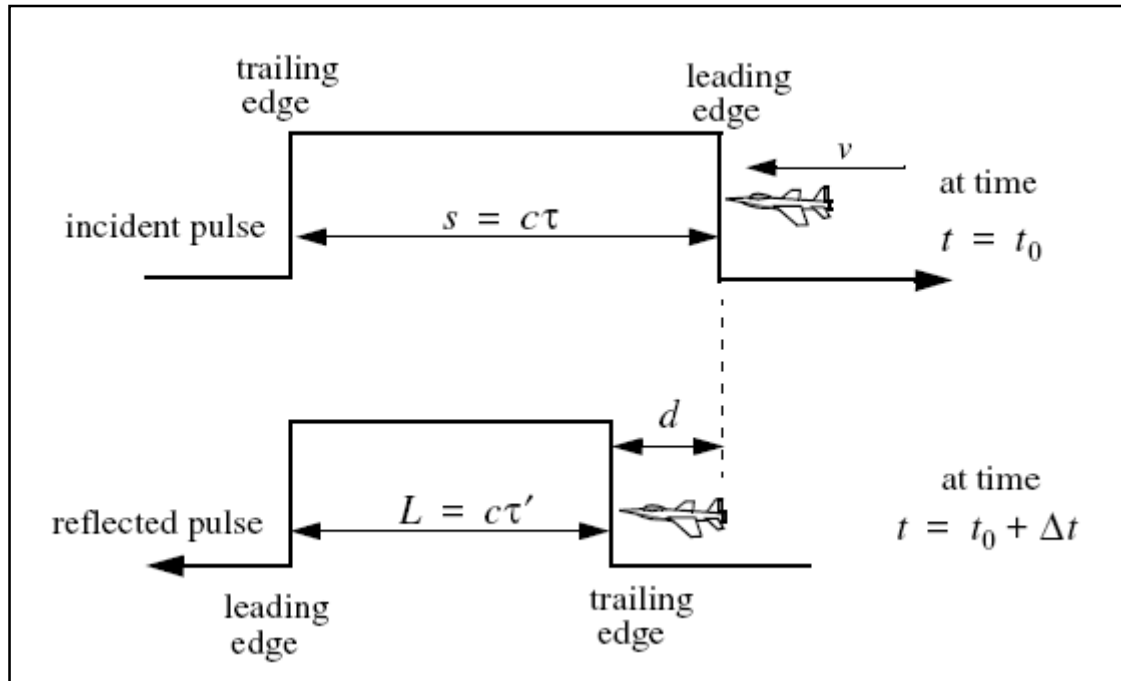 trailing
edge
leading
edge
v
at time
incident pulse
s = cτ
t = t₀
d
at time
reflected pulse
L = cτ′
t = t₀ + Δt
leading
edge
trailing
edge